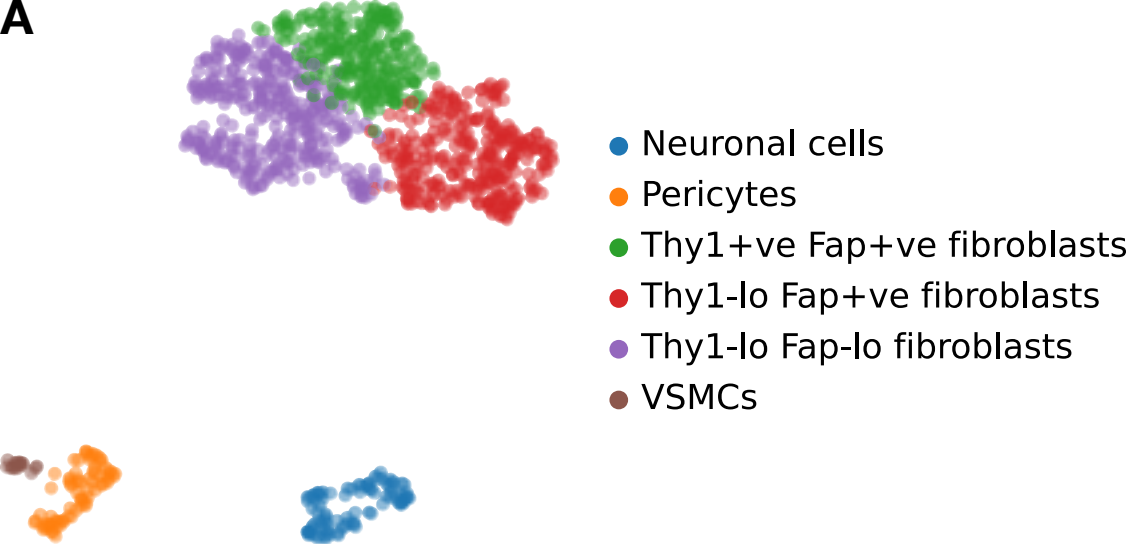 A
Neuronal cells
Pericytes
Thy1+ve Fap+ve fibroblasts
Thy1-lo Fap+ve fibroblasts
Thy1-lo Fap-lo fibroblasts
VSMCs